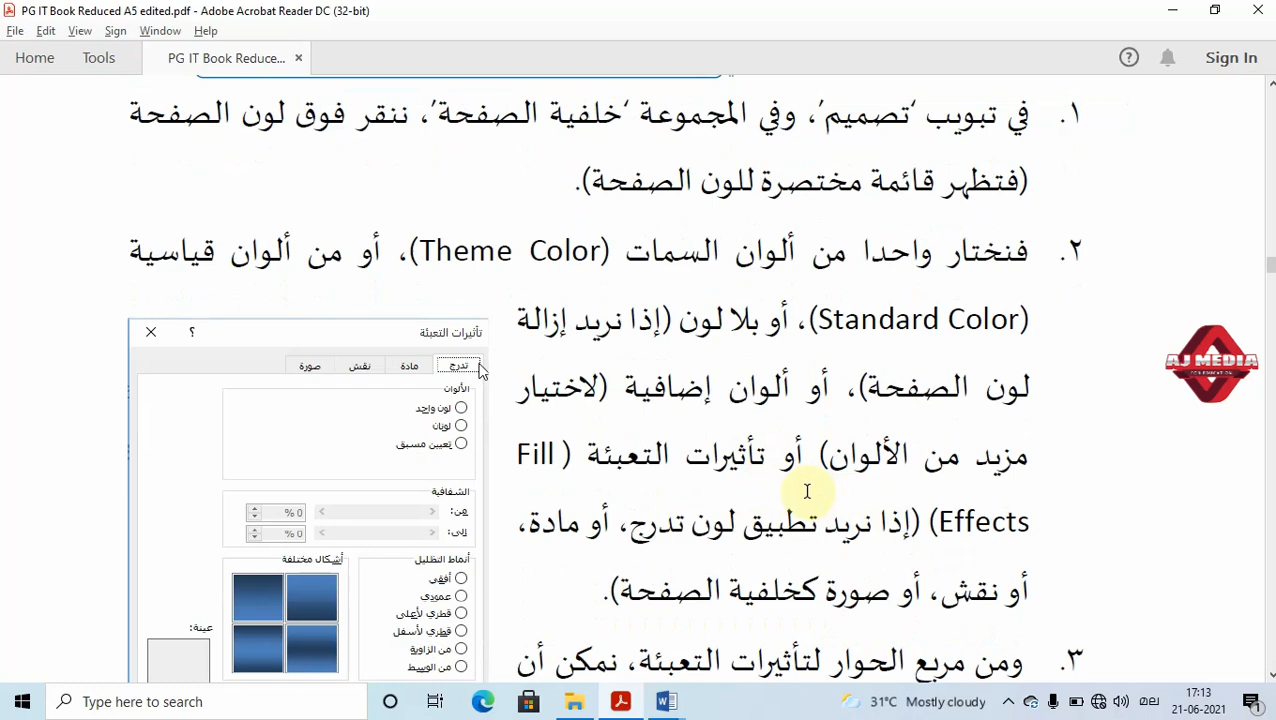 PG IT Book Reduced A5 edited.pdf - Adobe Acrobat Reader DC (32-bit)
File Edit View Sign Window Help
Home Tools PG IT Book Reduce... × Sign In
١. في تبويب ‘تصميم’، وفي المجموعة ‘خلفية الصفحة’، ننقر فوق لون الصفحة
(فتظهر قائمة مختصرة للون الصفحة).
٢. فنختار واحدا من ألوان السمات (Theme Color)، أو من ألوان قياسية
(Standard Color)، أو بلا لون (إذا نريد إزالة
لون الصفحة)، أو ألوان إضافية (لاختيار
مزيد من الألوان) أو تأثيرات التعبئة (Fill
Effects) (إذا نريد تطبيق لون تدرج، أو مادة،
أو نقش، أو صورة كخلفية الصفحة).
٣. ومن مربع الحوار لتأثيرات التعبئة، نمكن أن
تأثيرات التعبئة ؟
تدرج مادة نقش صورة
الألوان
لون واحد
لونان
تعيين مسبق
الشفافية
من: 0 %
إلى: 0 %
أنماط التظليل أشكال مختلفة
أفقي
عمودي
قطري لأعلى
قطري لأسفل
من الزاوية
من الوسيط
عينة:
AJ MEDIA
FOR EDUCATION
Type here to search
31°C Mostly cloudy
17:13
21-06-2021